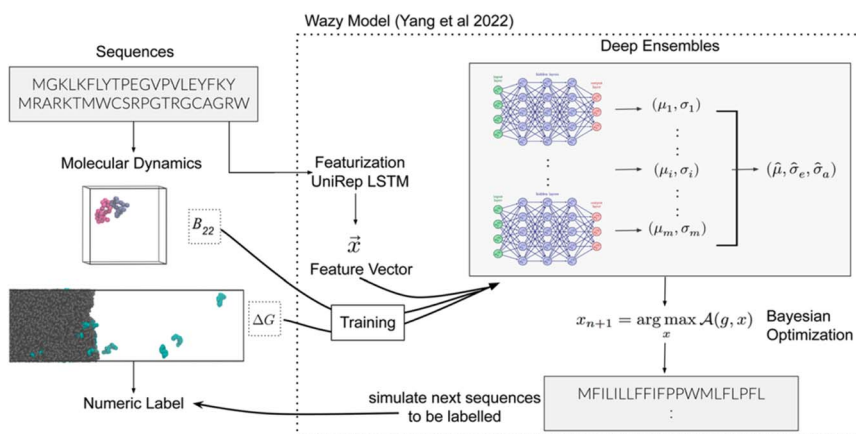 Wazy Model (Yang et al 2022)
Sequences
MGKLKFLYTPEGVPVLEYFKY
MRARKTMWCSRPGTRGCAGRW
Molecular Dynamics
B22
ΔG
Numeric Label
Featurization
UniRep LSTM
x⃗
Feature Vector
Training
Deep Ensembles
(μ1, σ1)
(μi, σi)
(μm, σm)
(μ̂, σ̂e, σ̂a)
xn+1 = arg max A(g, x)
x
Bayesian
Optimization
MFILILLFFIFPPWMLFLPFL
simulate next sequences
to be labelled